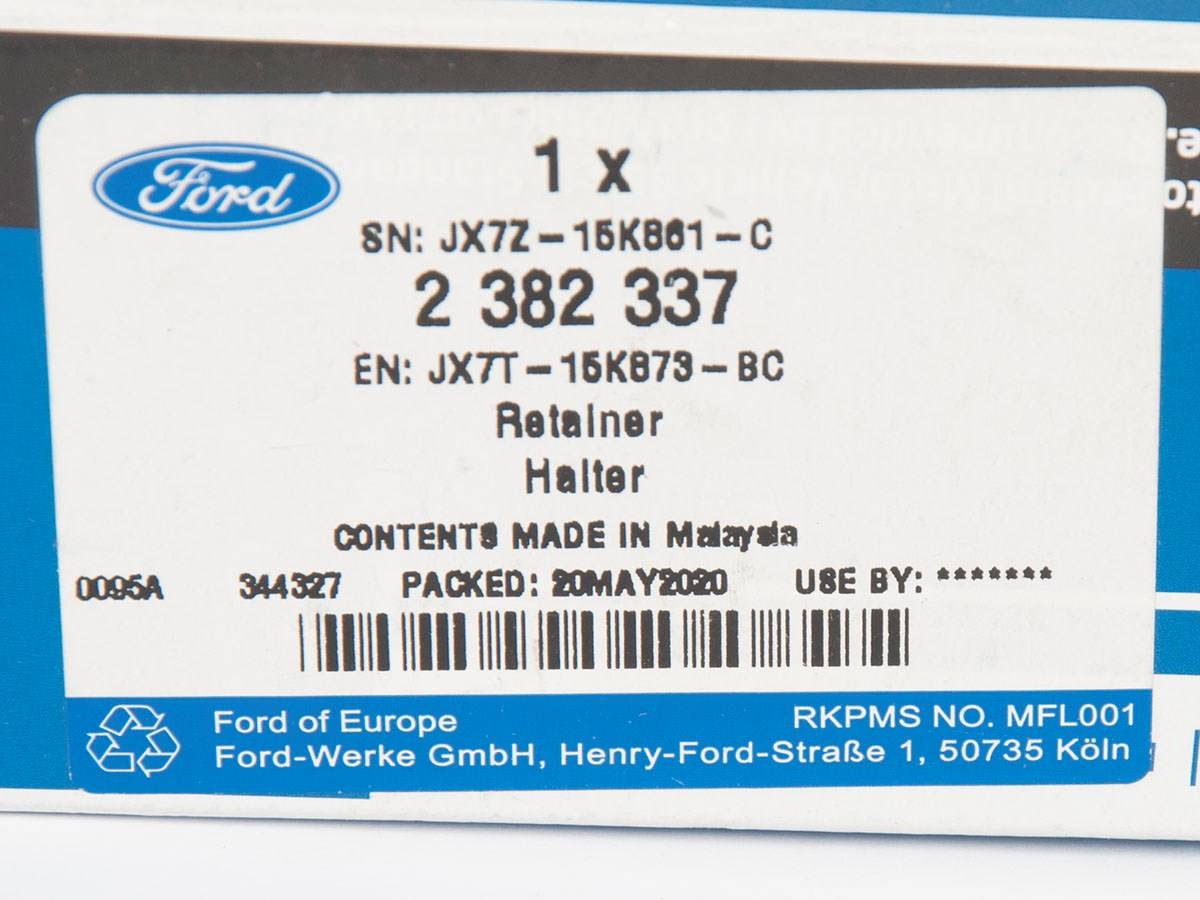 Ford
1 x
SN: JX7Z-15K861-C
2 382 337
EN: JX7T-15K873-BC
Retainer
Halter
CONTENTS MADE IN Malaysia
0095A 344327 PACKED: 20MAY2020 USE BY: *******
Ford of Europe RKPMS NO. MFL001
Ford-Werke GmbH, Henry-Ford-Straße 1, 50735 Köln